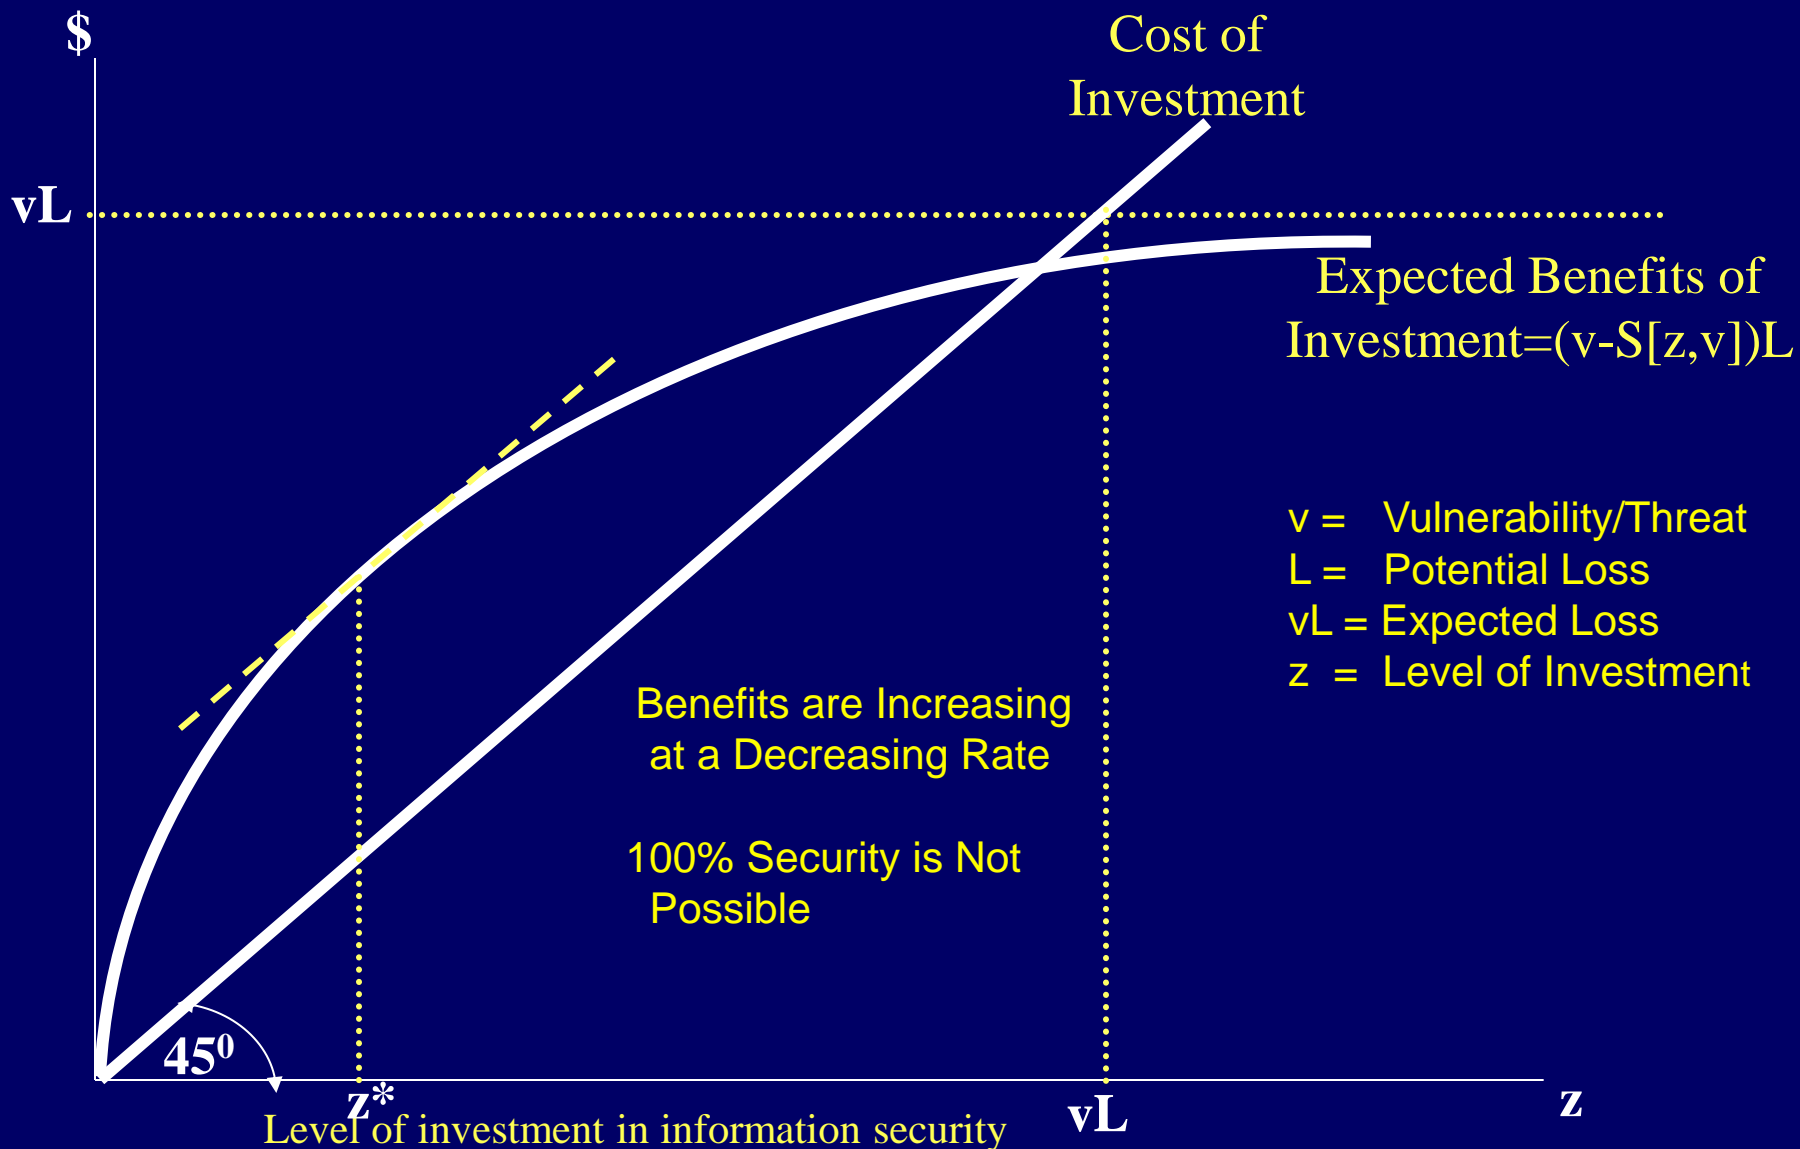 $
Cost of
Investment
vL
Expected Benefits of
Investment=(v-S[z,v])L
v = Vulnerability/Threat
L = Potential Loss
vL = Expected Loss
z = Level of Investment
Benefits are Increasing
at a Decreasing Rate
100% Security is Not
Possible
45⁰
z*
vL
z
Level of investment in information security